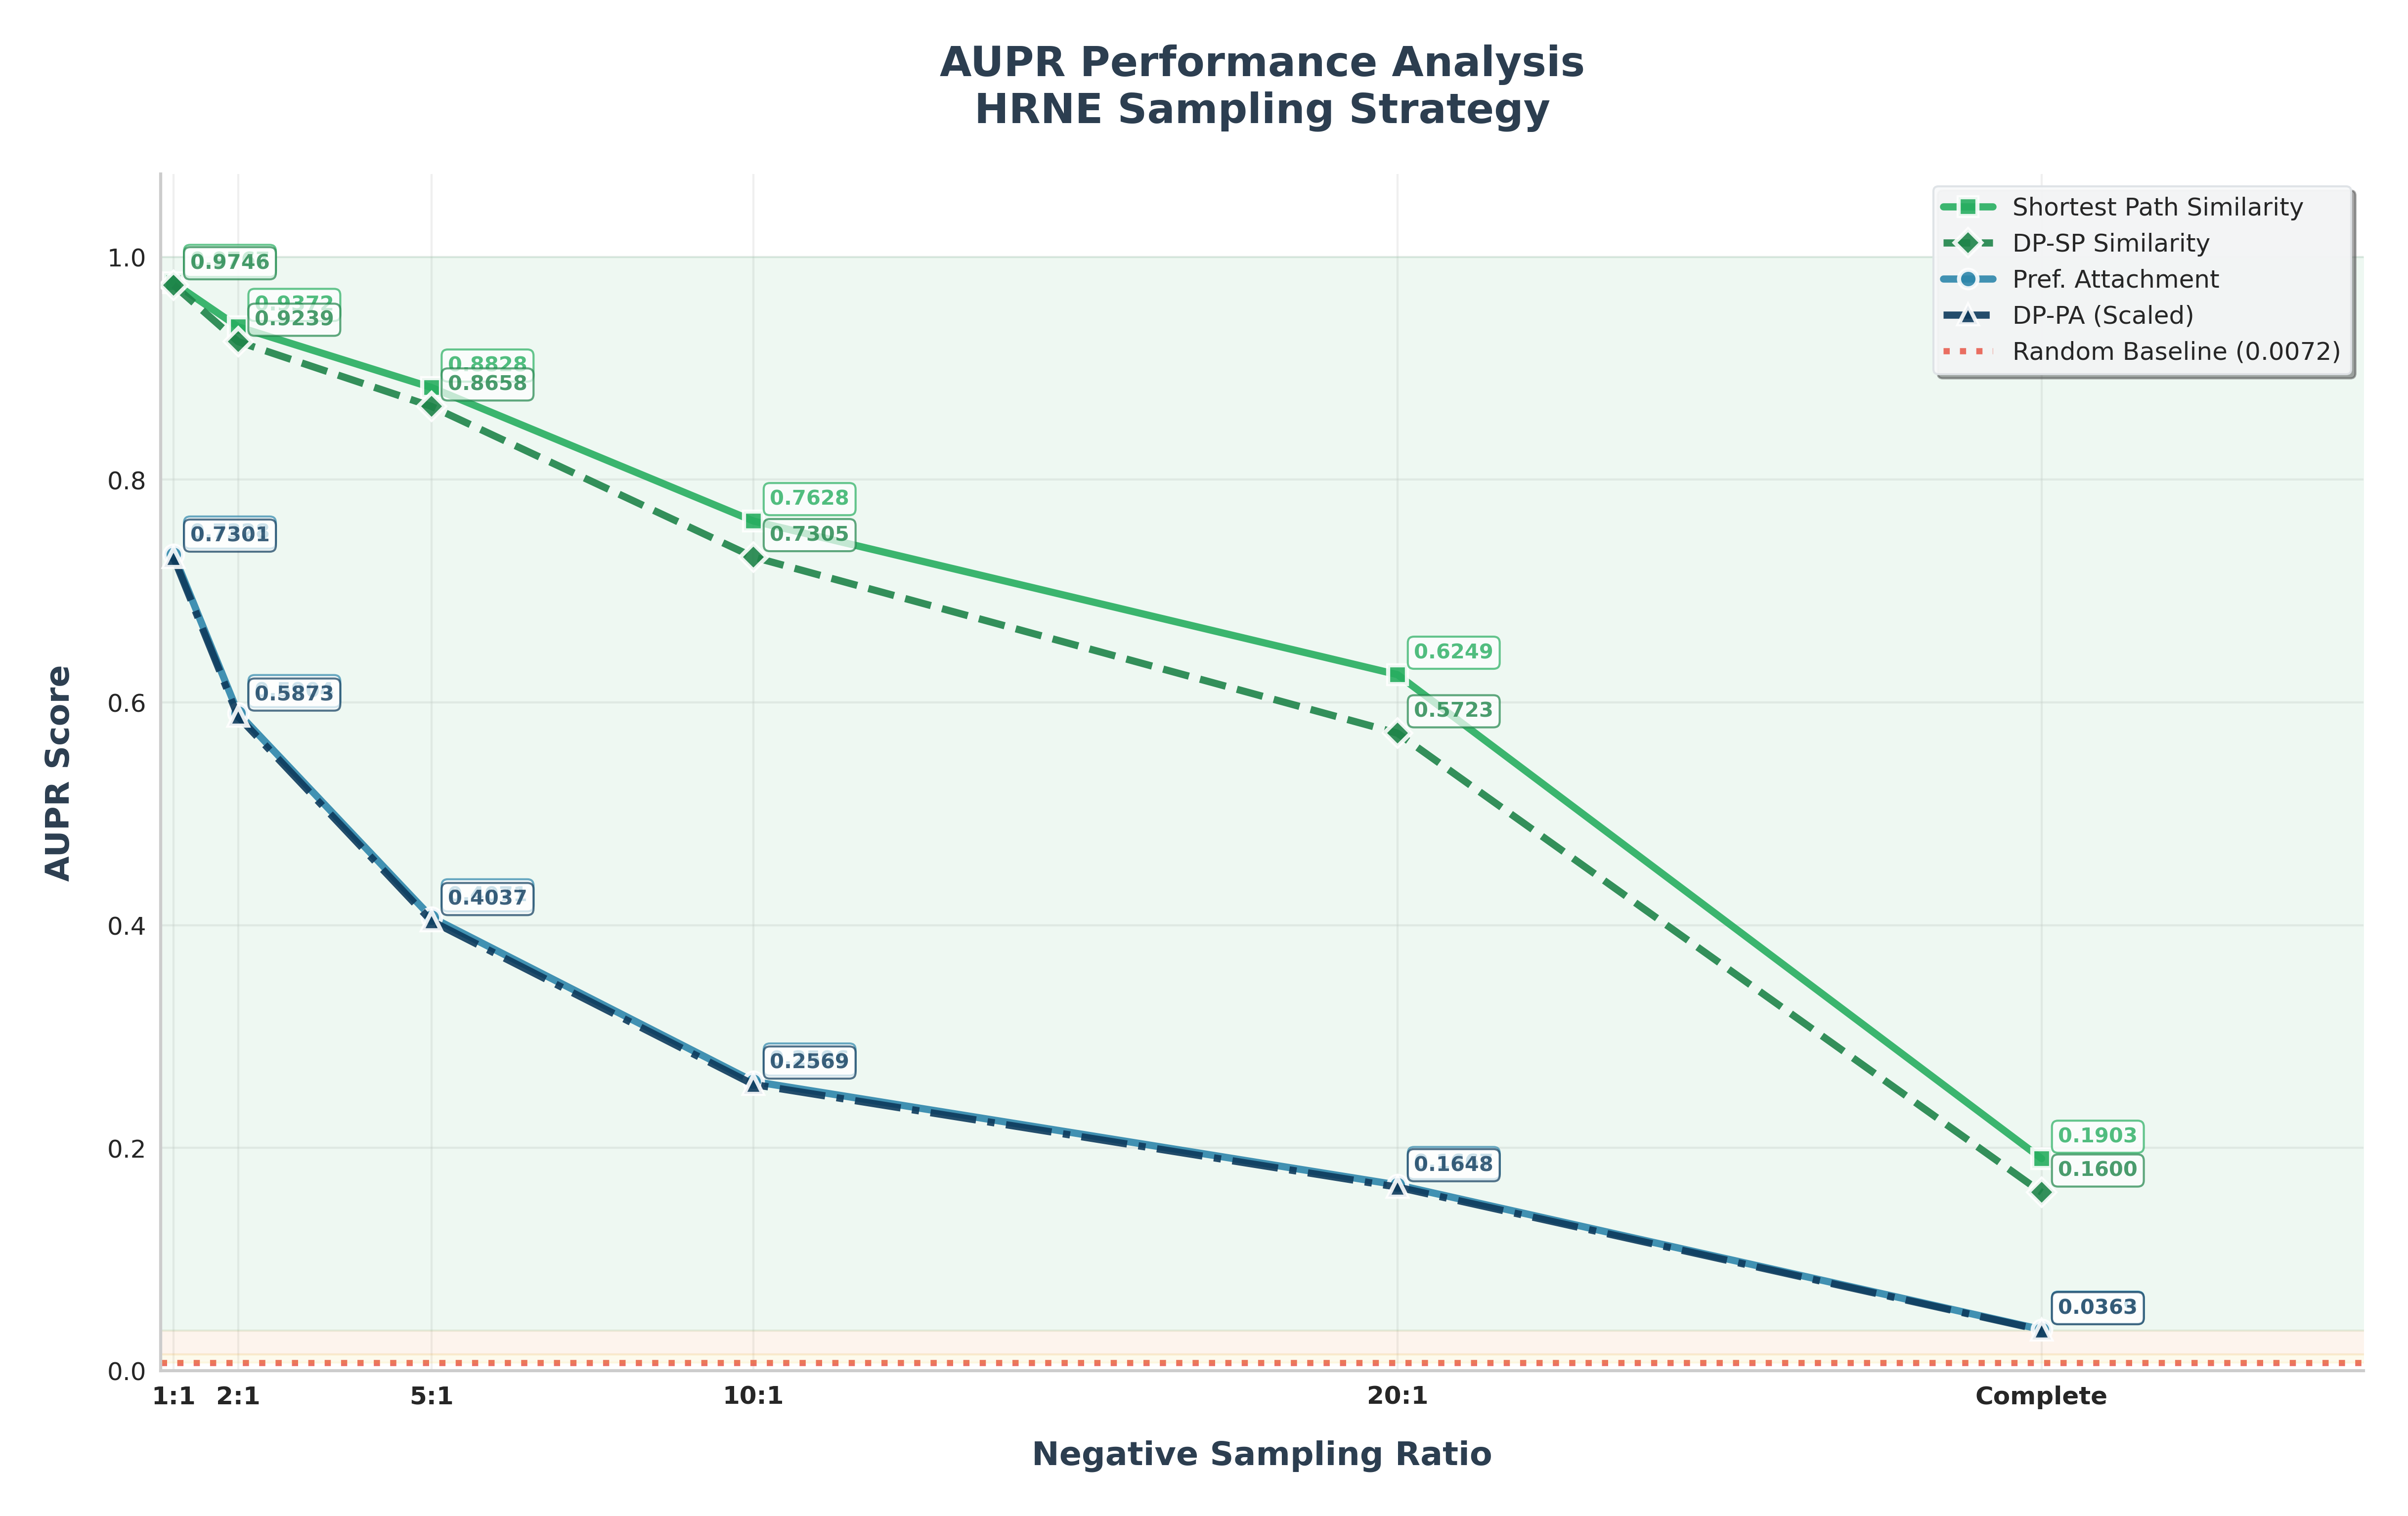 AUPR Performance Analysis
HRNE Sampling Strategy
Shortest Path Similarity
DP-SP Similarity
Pref. Attachment
DP-PA (Scaled)
Random Baseline (0.0072)
AUPR Score
1.0
0.8
0.6
0.4
0.2
0.0
0.9746
0.9372
0.9239
0.8828
0.8658
0.7628
0.7305
0.6249
0.5723
0.1903
0.1600
0.7301
0.5873
0.4037
0.2569
0.1648
0.0363
1:1 2:1 5:1 10:1 20:1 Complete
Negative Sampling Ratio